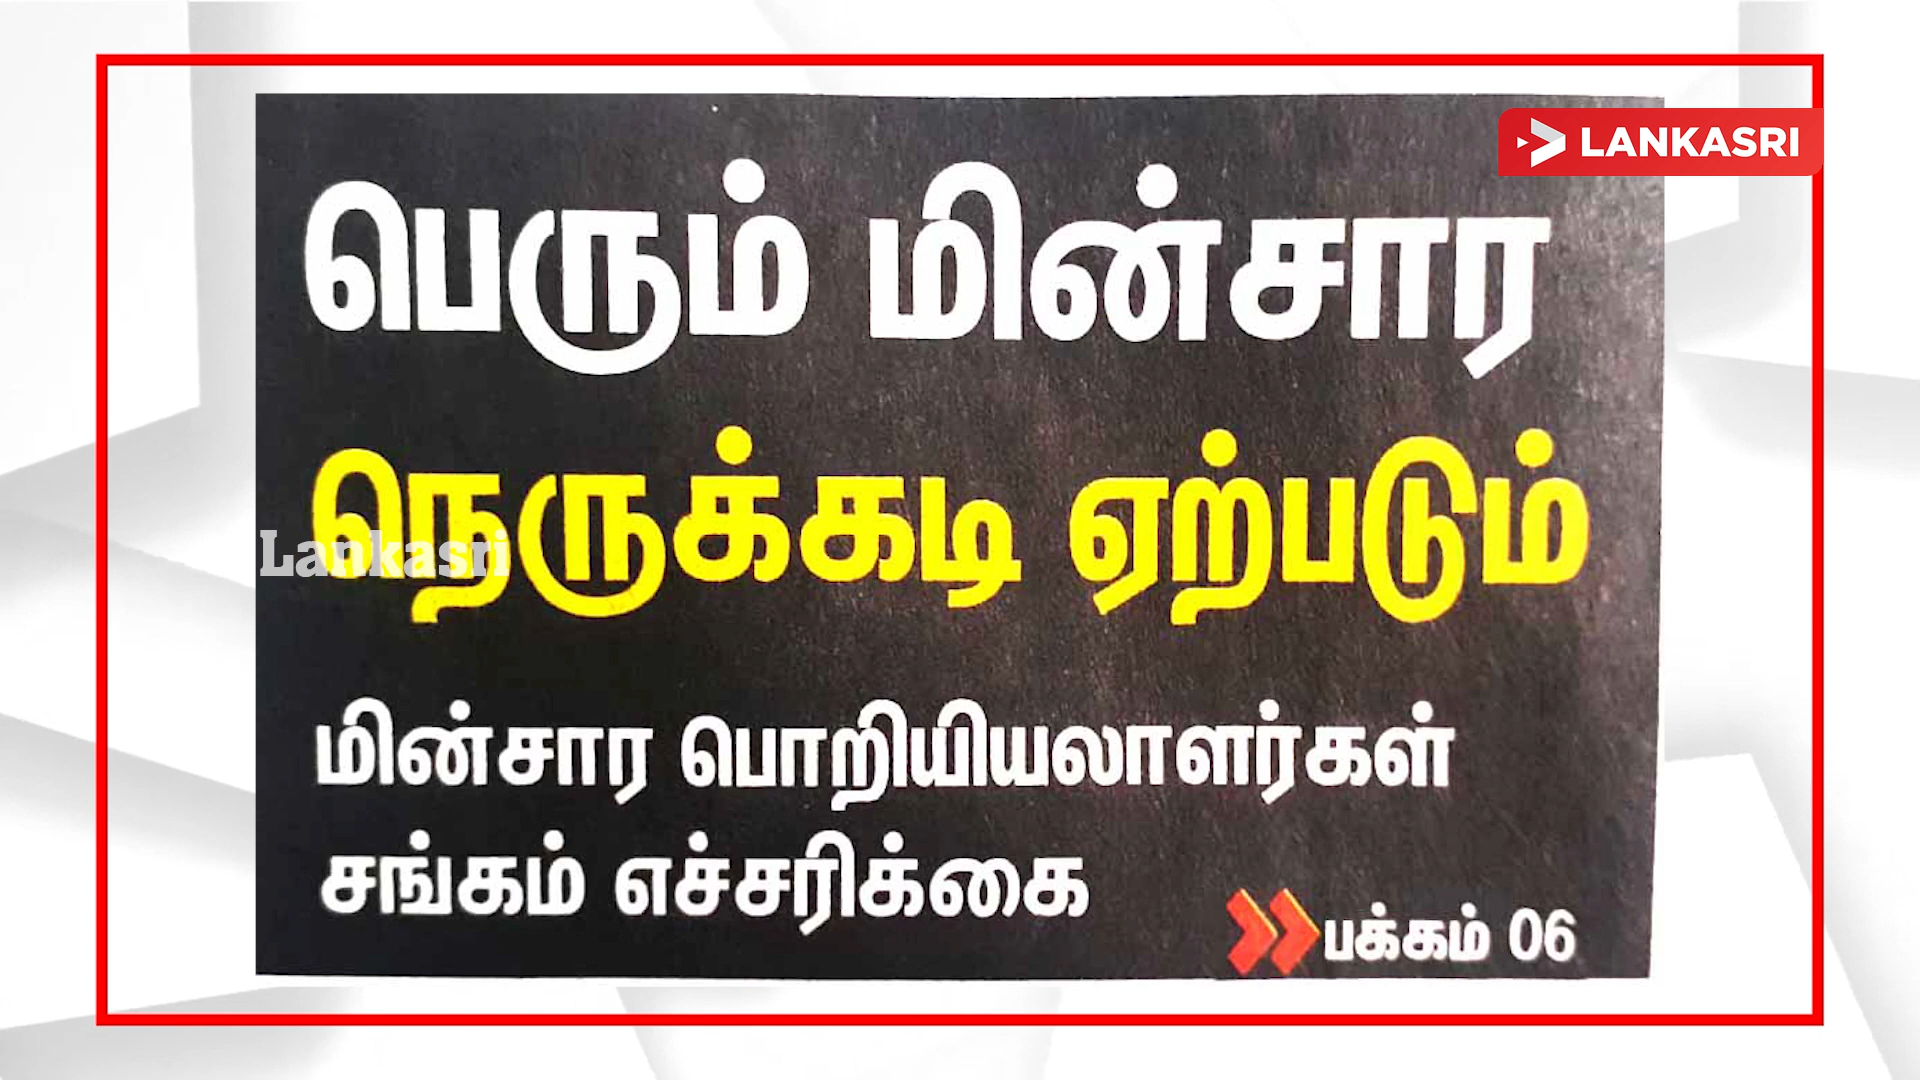 LANKASRI
பெரும் மின்சார
நெருக்கடி ஏற்படும்
Lankasri
மின்சார பொறியியலாளர்கள்
சங்கம் எச்சரிக்கை
பக்கம் 06